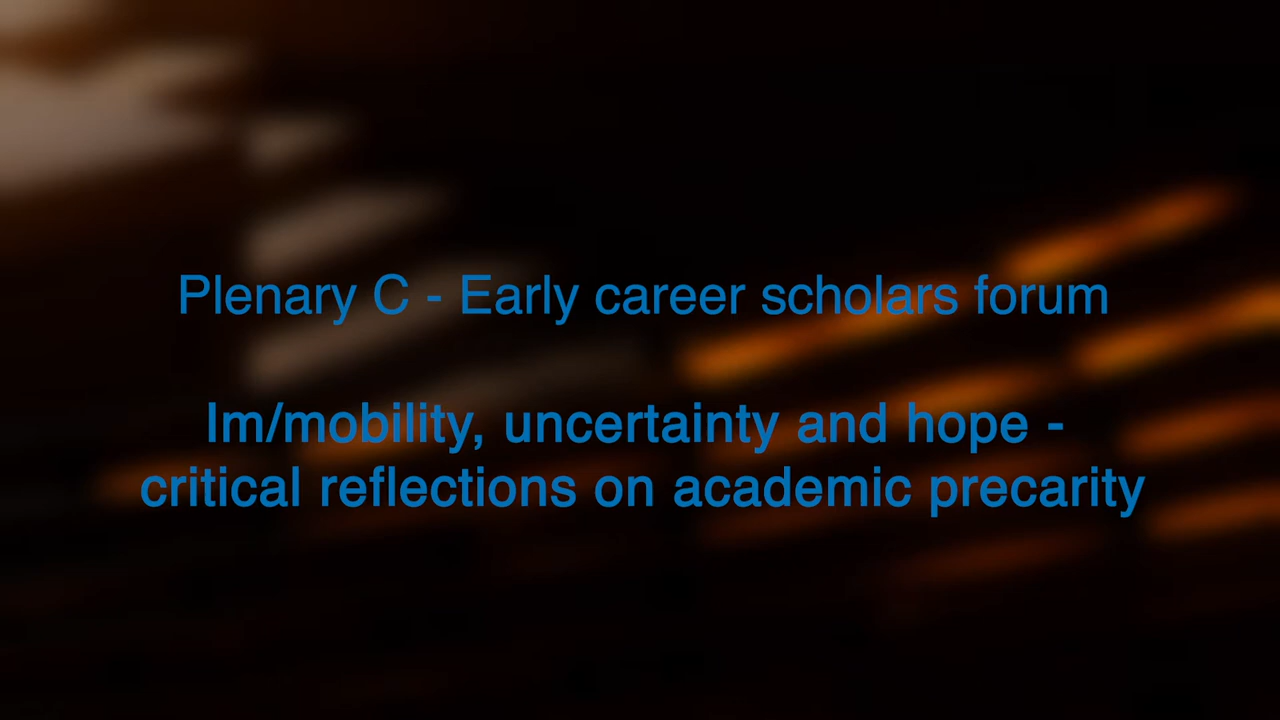 Plenary C - Early career scholars forum
Im/mobility, uncertainty and hope -
critical reflections on academic precarity